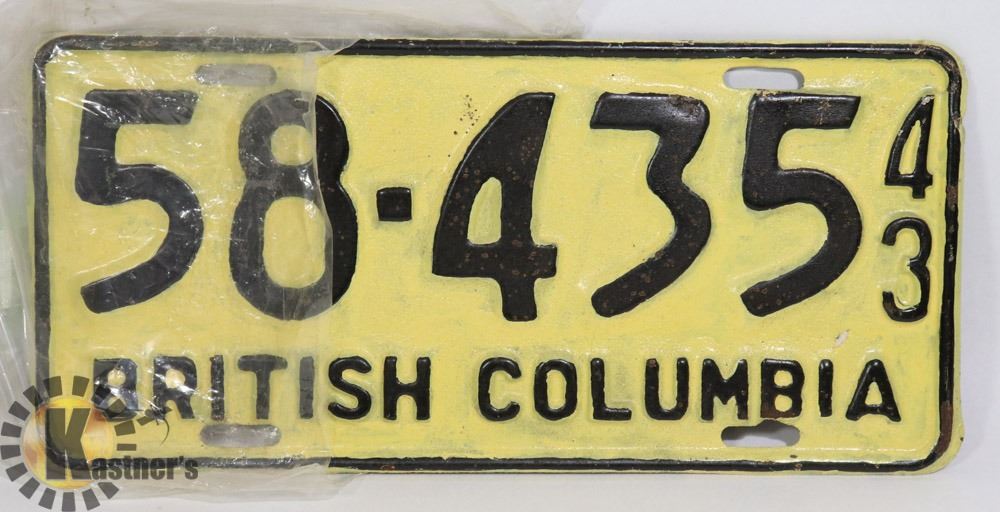 58-435
43
BRITISH COLUMBIA
Kastner's